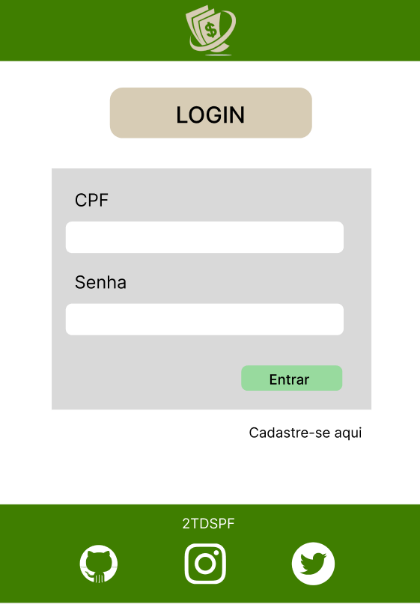 $
LOGIN
CPF
Senha
Entrar
Cadastre-se aqui
2TDSPF